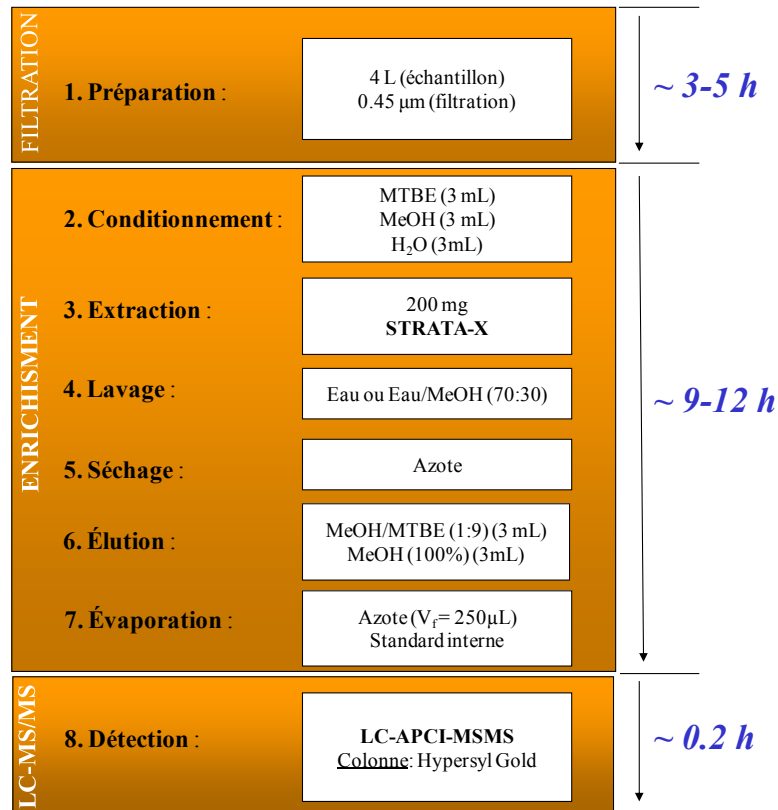 FILTRATION
1. Préparation :
4 L (échantillon)
0.45 µm (filtration)
~ 3-5 h
ENRICHISMENT
2. Conditionnement :
MTBE (3 mL)
MeOH (3 mL)
H₂O (3mL)
3. Extraction :
200 mg
STRATA-X
4. Lavage :
Eau ou Eau/MeOH (70:30)
~ 9-12 h
5. Séchage :
Azote
6. Élution :
MeOH/MTBE (1:9) (3 mL)
MeOH (100%) (3mL)
7. Évaporation :
Azote (Vf = 250µL)
Standard interne
LC-MS/MS
8. Détection :
LC-APCI-MSMS
Colonne: Hypersyl Gold
~ 0.2 h